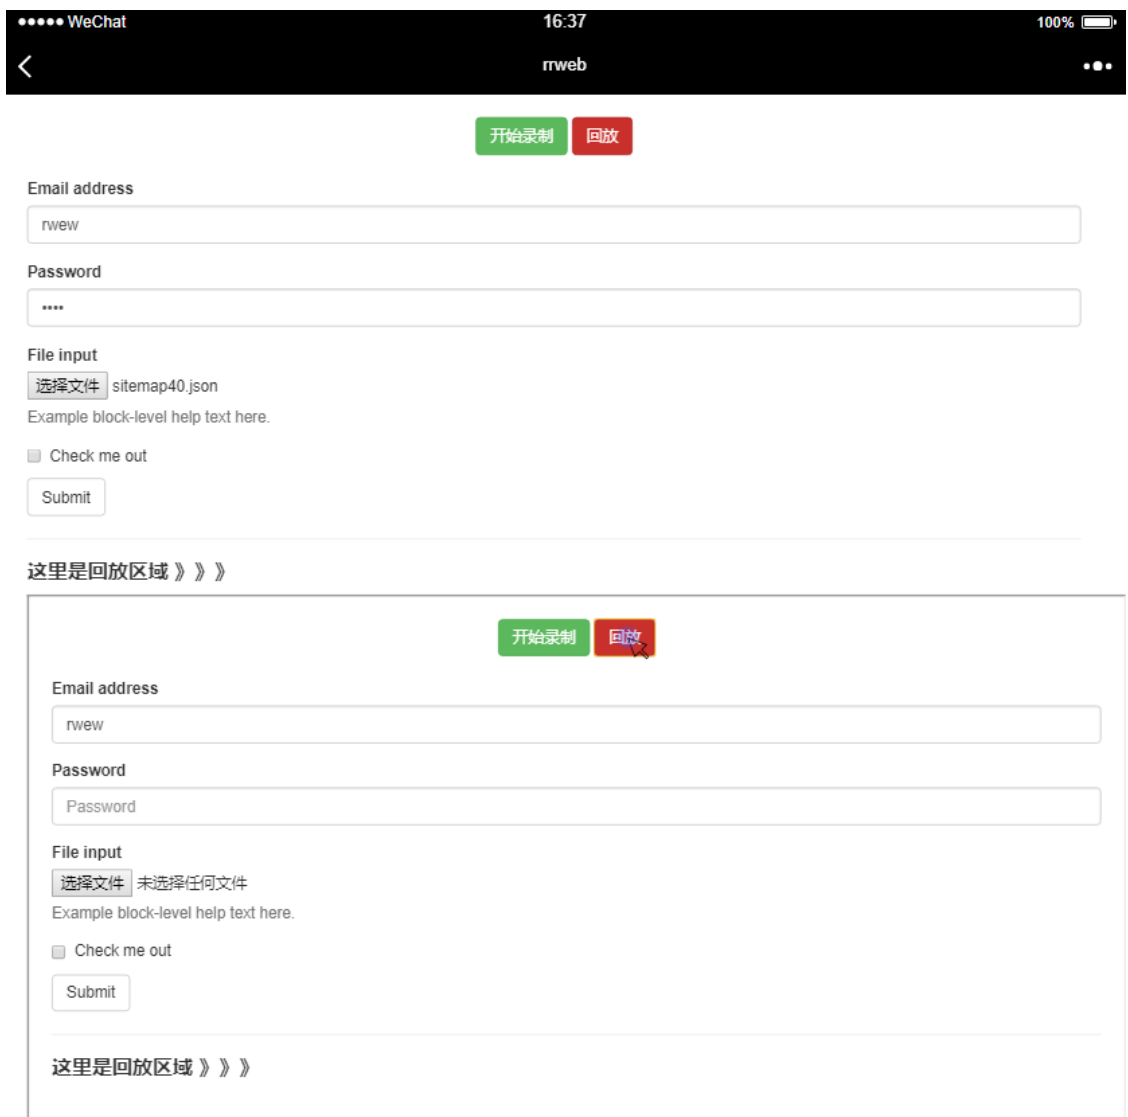 ●●●●● WeChat 16:37 100%
rrweb
开始录制 回放
Email address
rwew
Password
••••
File input
选择文件 sitemap40.json
Example block-level help text here.
Check me out
Submit
这里是回放区域 》》》
开始录制 回放
Email address
rwew
Password
Password
File input
选择文件 未选择任何文件
Example block-level help text here.
Check me out
Submit
这里是回放区域 》》》